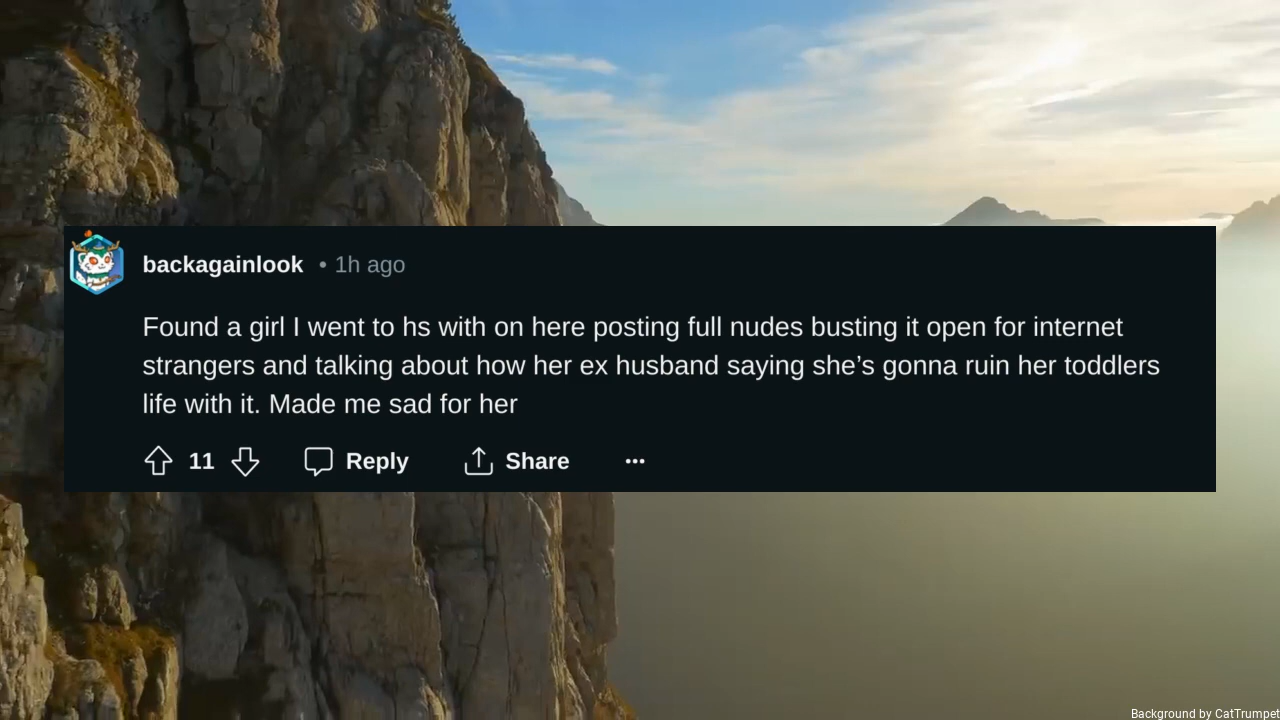 backagainlook • 1h ago
Found a girl I went to hs with on here posting full nudes busting it open for internet
strangers and talking about how her ex husband saying she’s gonna ruin her toddlers
life with it. Made me sad for her
11 Reply Share ...
Background by CatTrumpet